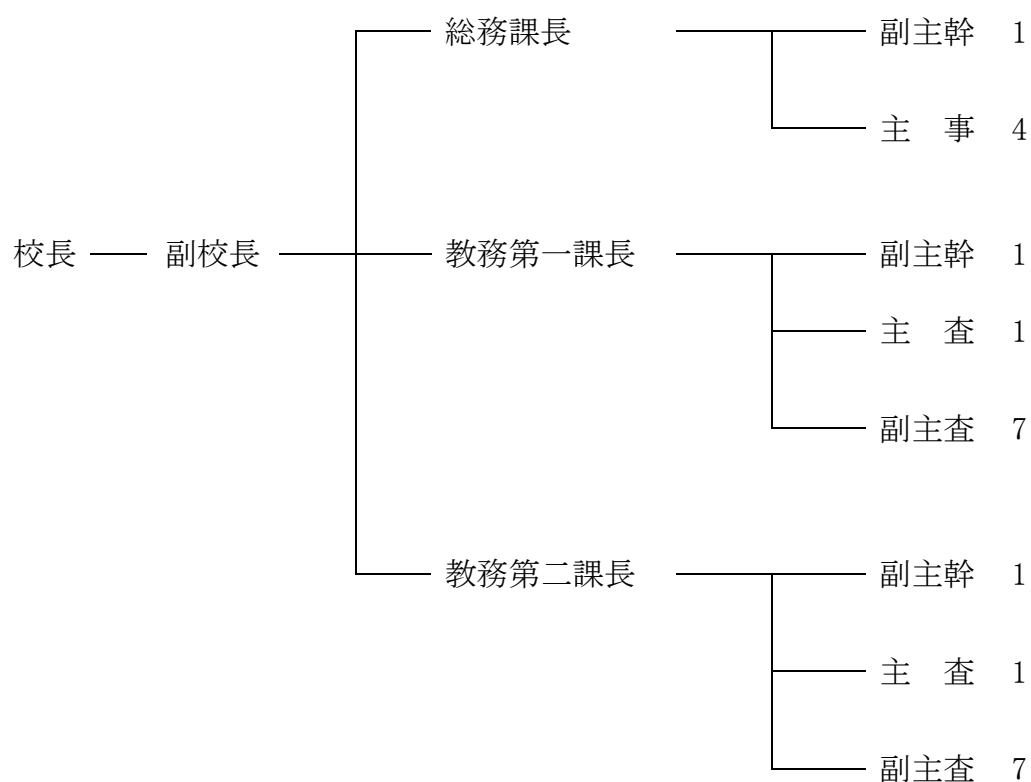 総務課長 副主幹 1
主 事 4
校長 副校長 教務第一課長 副主幹 1
主 査 1
副主査 7
教務第二課長 副主幹 1
主 査 1
副主査 7